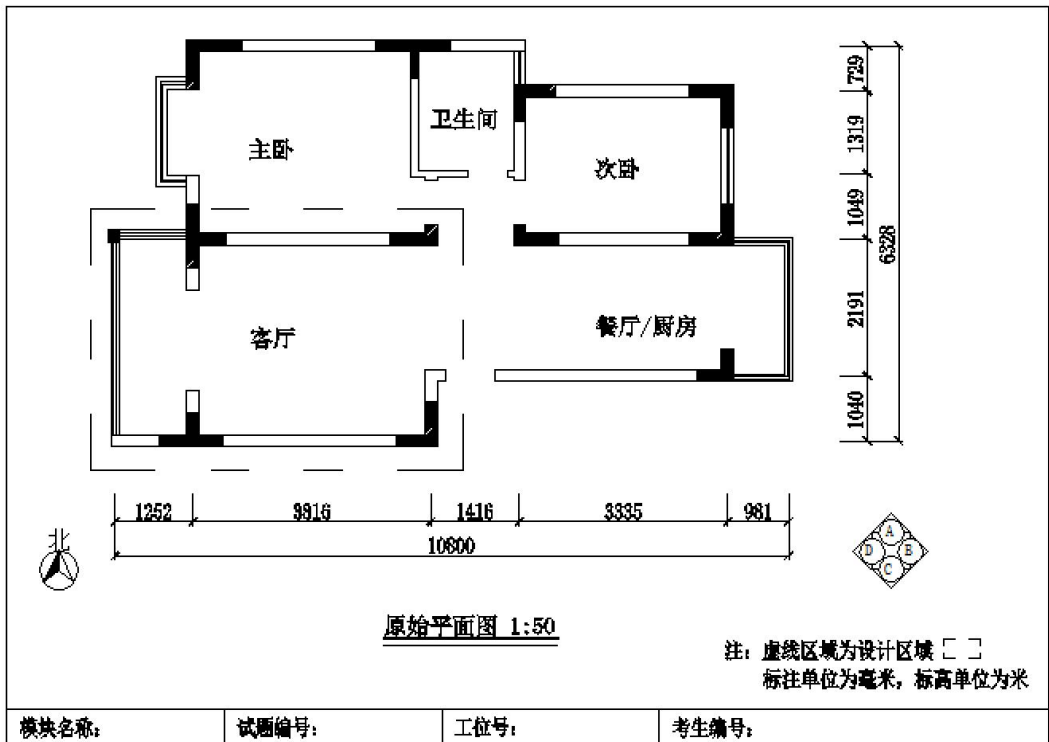 卫生间
主卧
次卧
客厅
餐厅/厨房
729
1319
1049
2191
1040
6328
1252
3816
1416
3335
981
10800
北
A
D
B
C
原始平面图 1:50
注：虚线区域为设计区域
标注单位为毫米，标高单位为米
模块名称：
试题编号：
工位号：
考生编号：